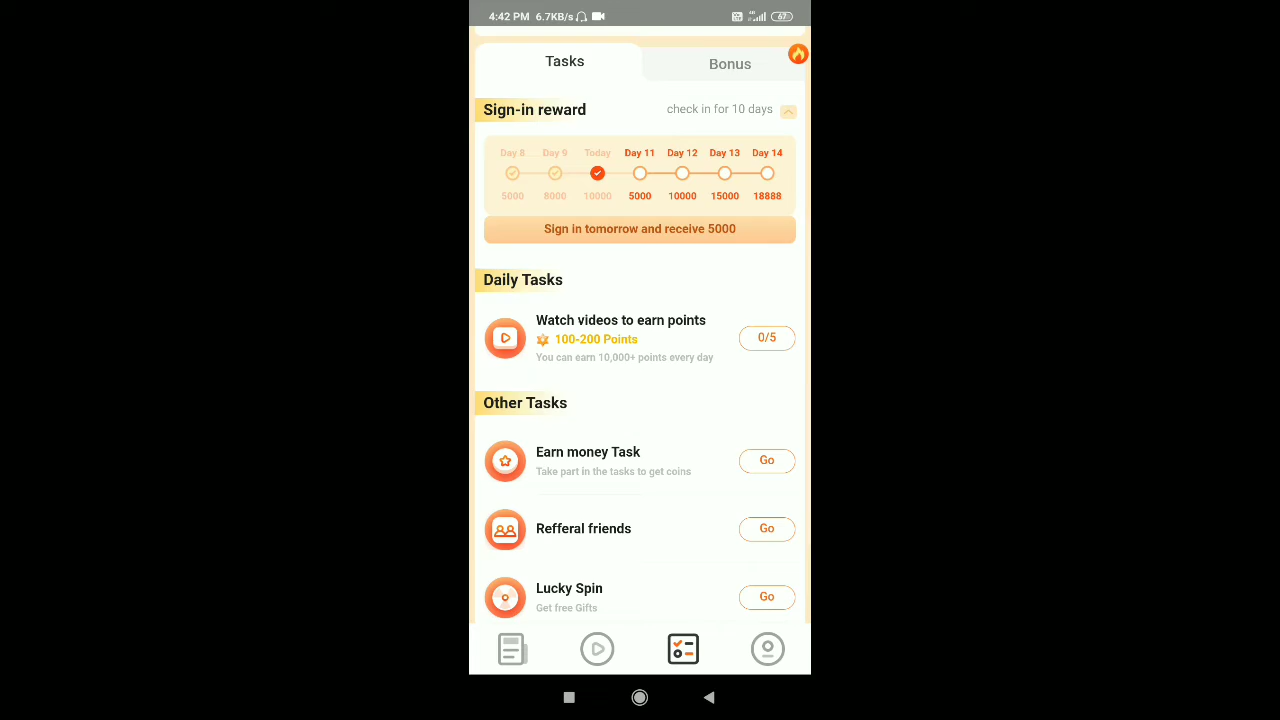 4:42 PM 6.7KB/s 4G 67
Tasks
Bonus
Sign-in reward check in for 10 days
Day 8 Day 9 Today Day 11 Day 12 Day 13 Day 14
5000 8000 10000 5000 10000 15000 18888
Sign in tomorrow and receive 5000
Daily Tasks
Watch videos to earn points
100-200 Points
0/5
You can earn 10,000+ points every day
Other Tasks
Earn money Task
Go
Take part in the tasks to get coins
Refferal friends
Go
Lucky Spin
Go
Get free Gifts